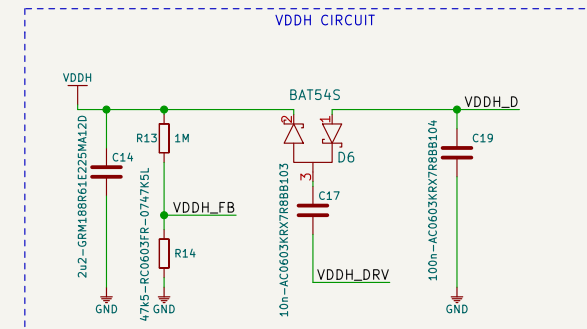 VDDH CIRCUIT
VDDH
BAT54S
VDDH_D
2
1
R13
1M
C14
C19
D6
3
C17
VDDH_FB
R14
VDDH_DRV
2u2-GRM188R61E225MA12D
47k5-RC0603FR-0747K5L
10n-AC0603KRX7R8BB103
100n-AC0603KRX7R8BB104
GND
GND
GND